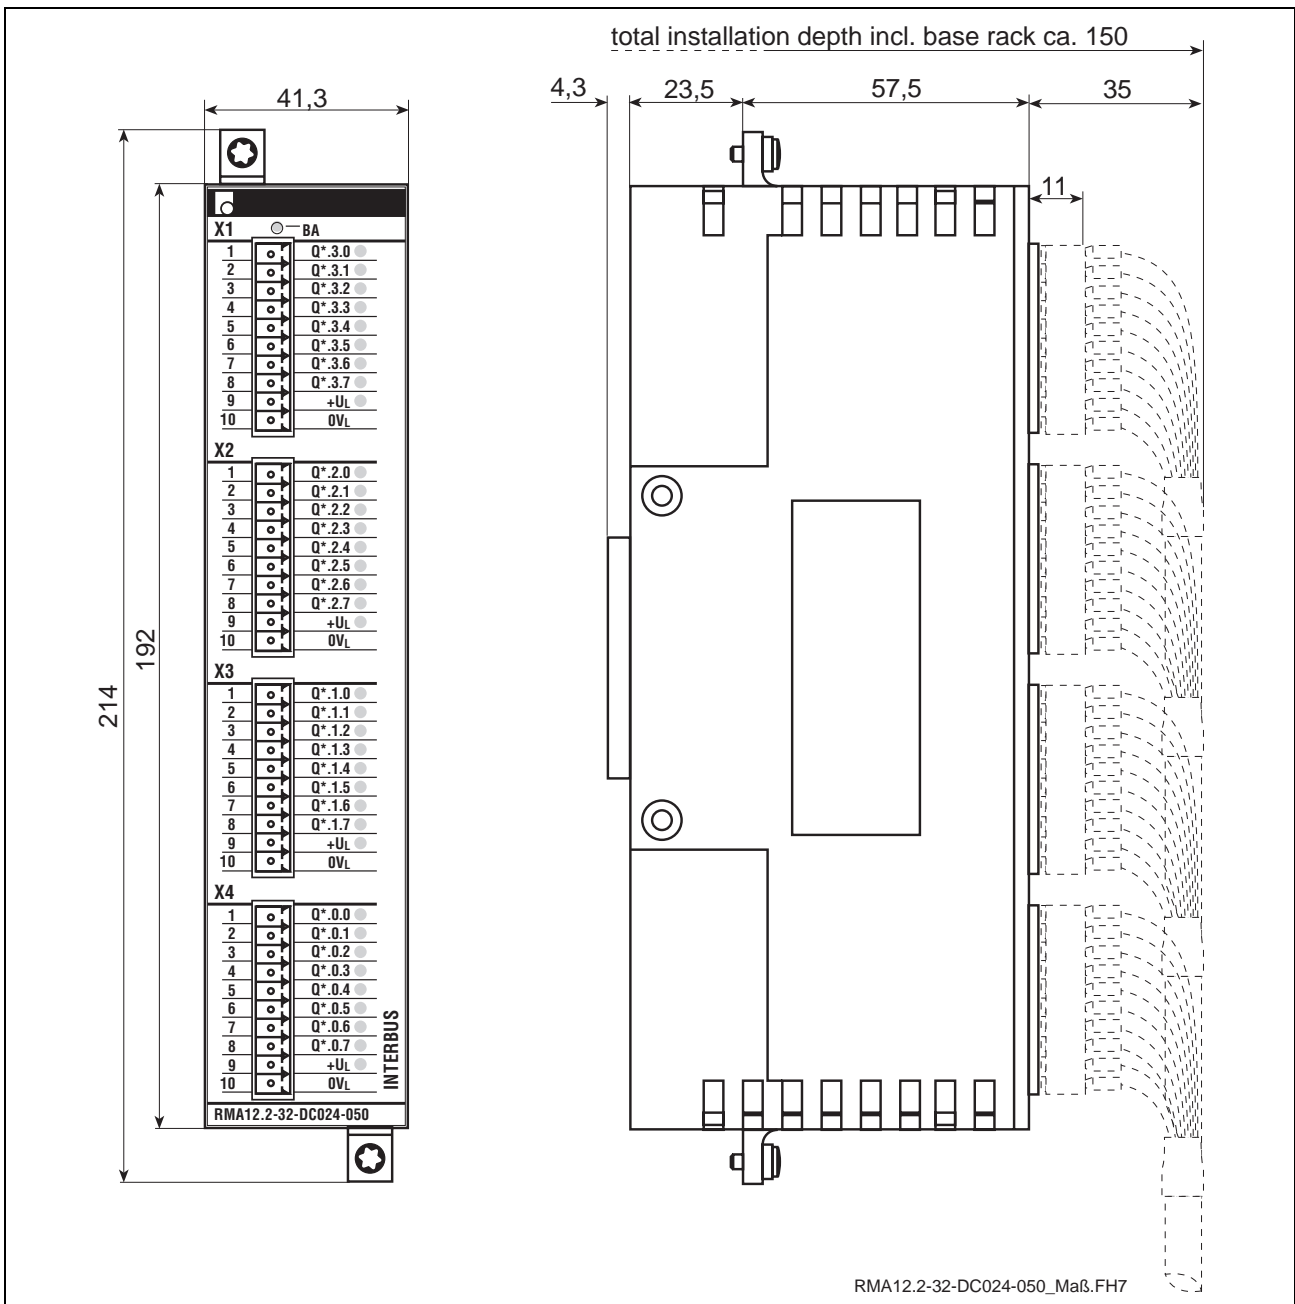 total installation depth incl. base rack ca. 150
41,3
4,3 23,5 57,5 35
11
214
192
X1 BA
1 Q*.3.0
2 Q*.3.1
3 Q*.3.2
4 Q*.3.3
5 Q*.3.4
6 Q*.3.5
7 Q*.3.6
8 Q*.3.7
9 +UL
10 0VL
X2
1 Q*.2.0
2 Q*.2.1
3 Q*.2.2
4 Q*.2.3
5 Q*.2.4
6 Q*.2.5
7 Q*.2.6
8 Q*.2.7
9 +UL
10 0VL
X3
1 Q*.1.0
2 Q*.1.1
3 Q*.1.2
4 Q*.1.3
5 Q*.1.4
6 Q*.1.5
7 Q*.1.6
8 Q*.1.7
9 +UL
10 0VL
X4
1 Q*.0.0
2 Q*.0.1
3 Q*.0.2
4 Q*.0.3
5 Q*.0.4
6 Q*.0.5
7 Q*.0.6
8 Q*.0.7
9 +UL
10 0VL
INTERBUS
RMA12.2-32-DC024-050
RMA12.2-32-DC024-050_Maß.FH7